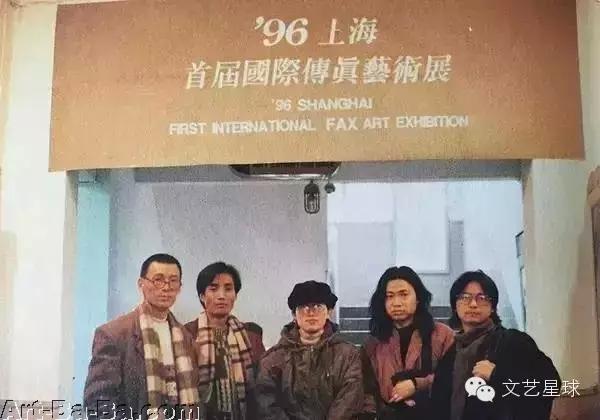 '96 上海
首屆國際傳眞藝術展
'96 SHANGHAI
FIRST INTERNATIONAL FAX ART EXHIBITION
文艺星球
Art-Ba-Ba.com